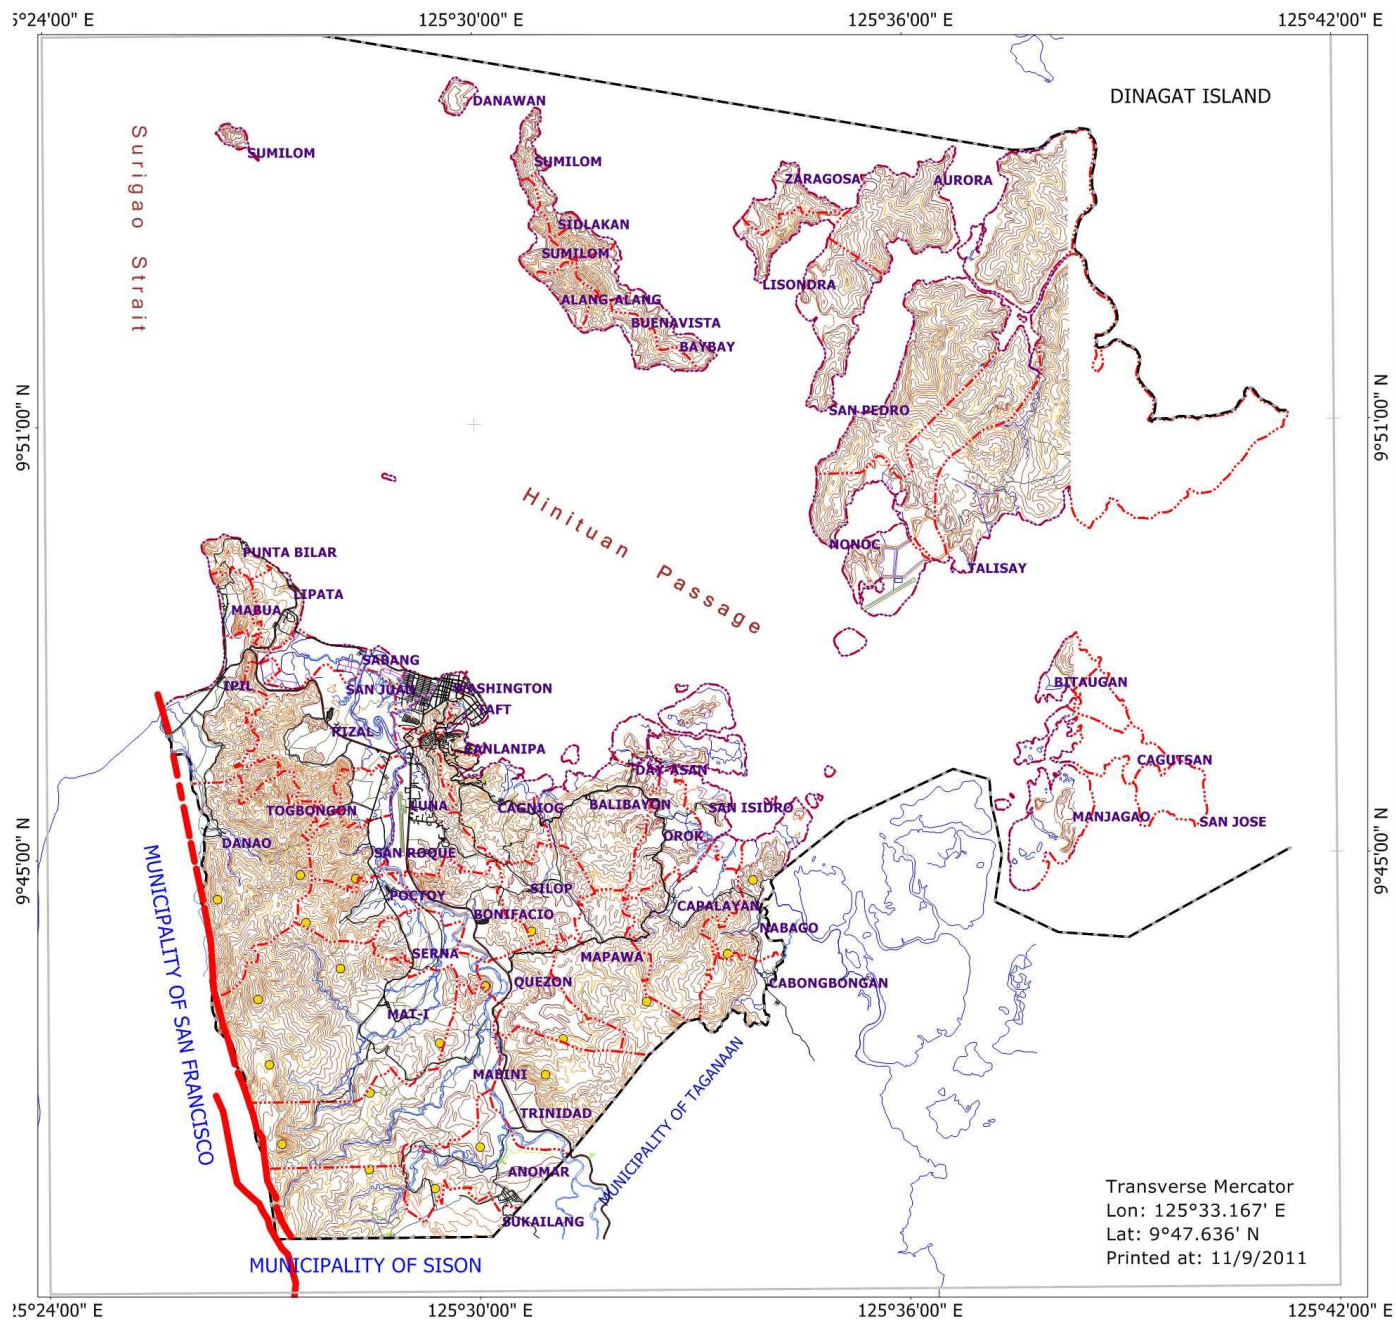 5°24'00" E
125°30'00" E
125°36'00" E
125°42'00" E
DINAGAT ISLAND
DANAWAN
SUMILOM
SUMILOM
Surigao Strait
ZARAGOSA
AURORA
SIDLAKAN
SUMILOM
LISONDRA
ALANG-ALANG
BUENAVISTA
BAYBAY
SAN PEDRO
9°51'00" N
9°51'00" N
Hinituan Passage
NONOC
TALISAY
PUNTA BILAR
LIPATA
MABUA
SABANG
IPIL
SAN JUAN
WASHINGTON
TAFT
RIZAL
CANLANIPA
BITAUGAN
CAGUTSAN
DAY-ASAN
TOGBONGON
LUNA
CAGNIOG
BALIBAYON
SAN ISIDRO
MANJAGAO
SAN JOSE
OROK
DANAO
SAN ROQUE
9°45'00" N
9°45'00" N
POCTOY
SILOP
BONIFACIO
CAPALAYAN
NABAGO
SERNA
MAPAWA
QUEZON
CABONGBONGAN
MAT-I
MUNICIPALITY OF SAN FRANCISCO
MABINI
TRINIDAD
MUNICIPALITY OF TAGANAAN
ANOMAR
SUKAILANG
MUNICIPALITY OF SISON
Transverse Mercator
Lon: 125°33.167' E
Lat: 9°47.636' N
Printed at: 11/9/2011
5°24'00" E
125°30'00" E
125°36'00" E
125°42'00" E